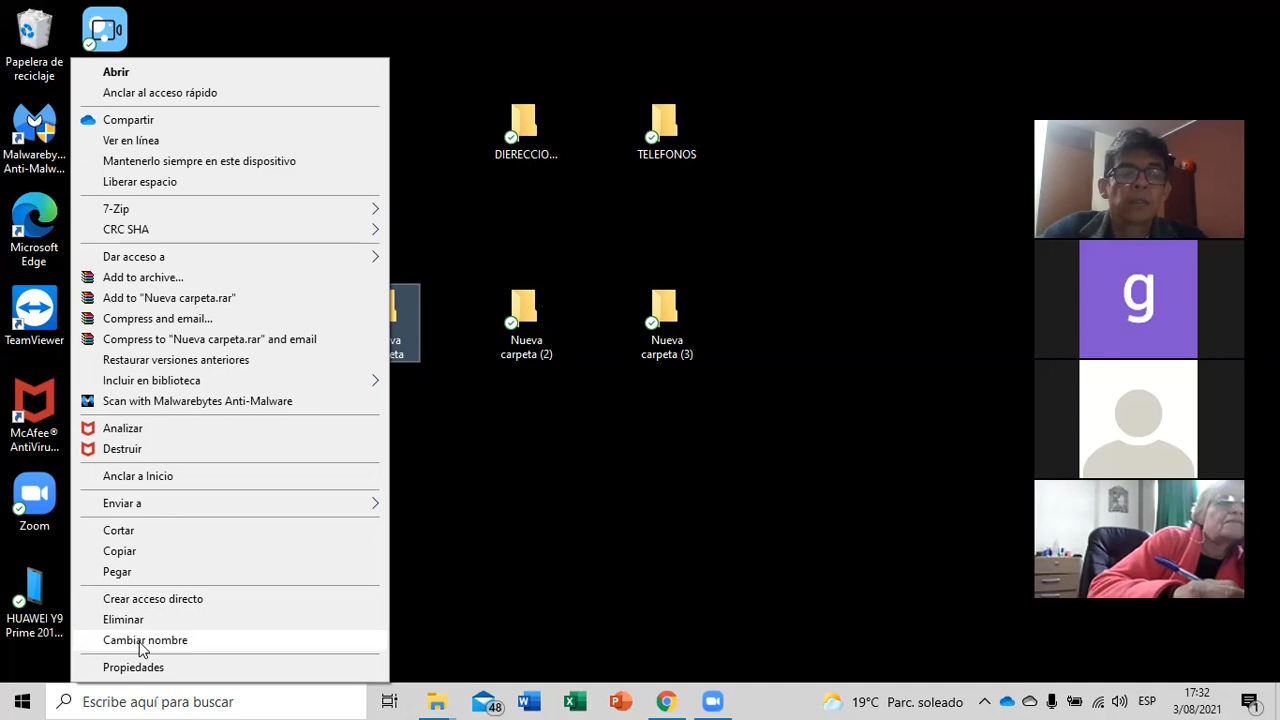 Papelera de
reciclaje
Malwareby...
Anti-Malw...
Microsoft
Edge
TeamViewer
McAfee®
AntiViru...
Zoom
HUAWEI Y9
Prime 201...
Abrir
Anclar al acceso rápido
Compartir
Ver en línea
Mantenerlo siempre en este dispositivo
Liberar espacio
7-Zip
CRC SHA
Dar acceso a
Add to archive...
Add to "Nueva carpeta.rar"
Compress and email...
Compress to "Nueva carpeta.rar" and email
Restaurar versiones anteriores
Incluir en biblioteca
Scan with Malwarebytes Anti-Malware
Analizar
Destruir
Anclar a Inicio
Enviar a
Cortar
Copiar
Pegar
Crear acceso directo
Eliminar
Cambiar nombre
Propiedades
DIERECCIO...
TELEFONOS
va
eta
Nueva
carpeta (2)
Nueva
carpeta (3)
g
Escribe aquí para buscar
48
19°C Parc. soleado
ESP
17:32
3/08/2021
1